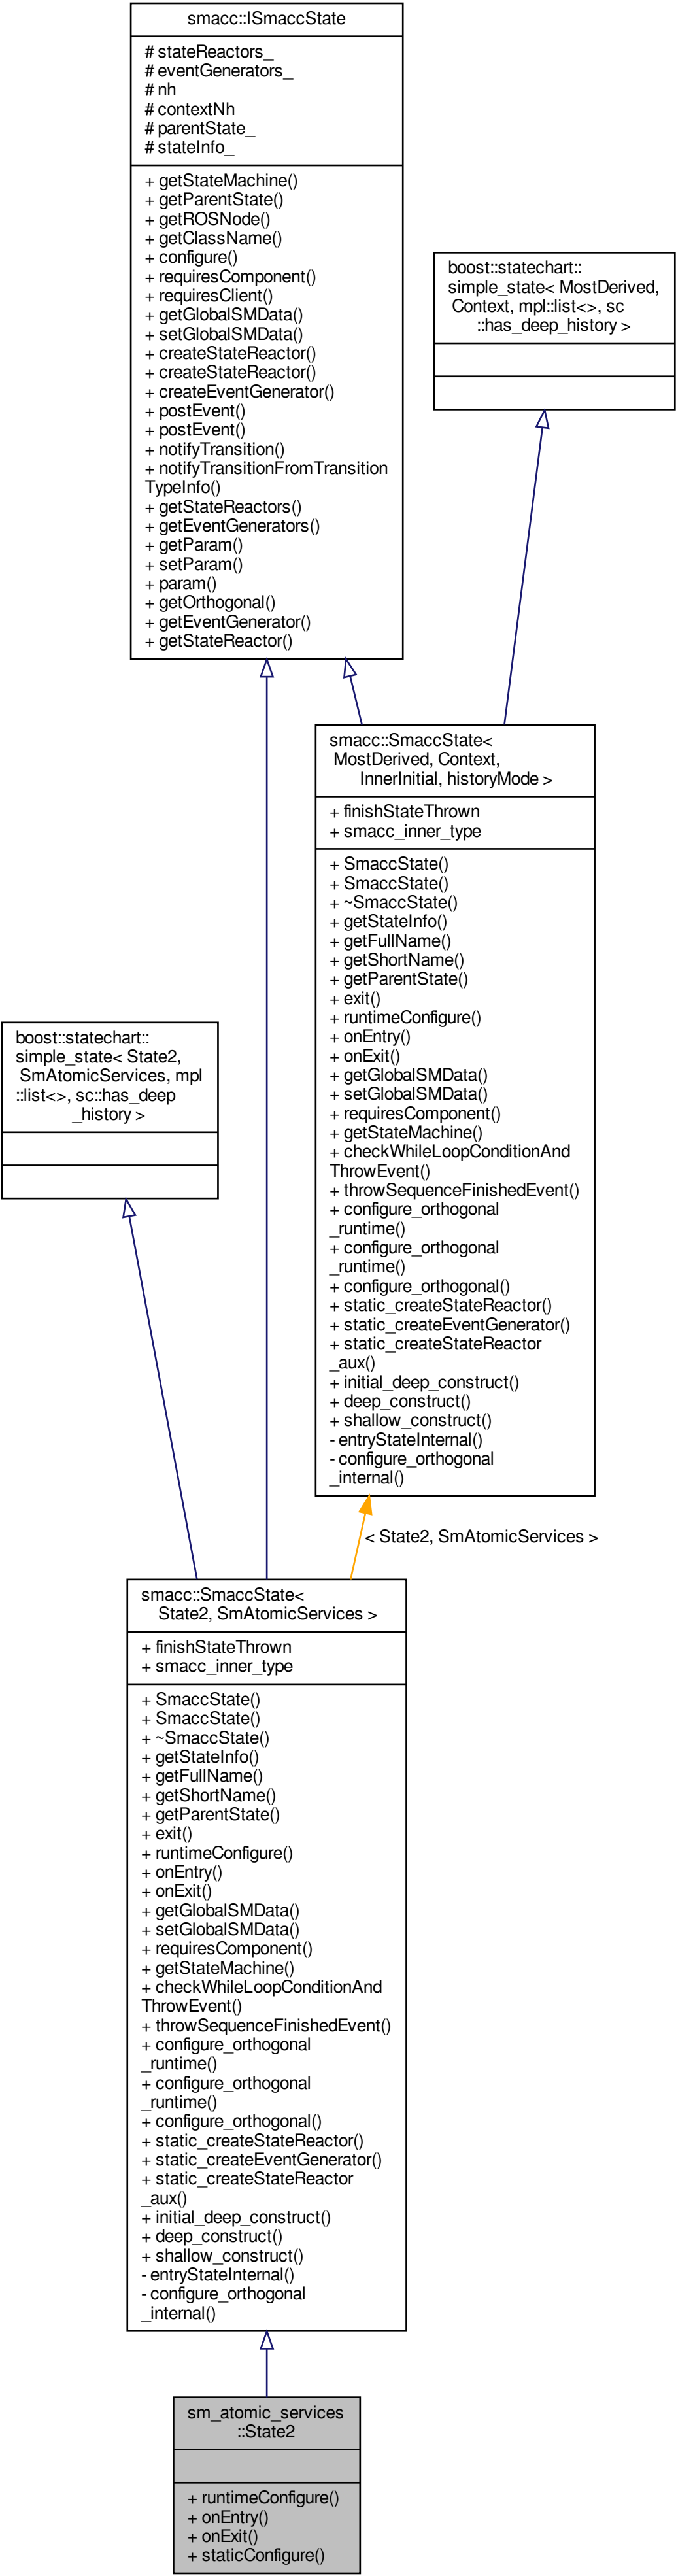 smacc::ISmaccState
# stateReactors_
# eventGenerators_
# nh
# contextNh
# parentState_
# stateInfo_
+ getStateMachine()
+ getParentState()
+ getROSNode()
+ getClassName()
+ configure()
+ requiresComponent()
+ requiresClient()
+ getGlobalSMData()
+ setGlobalSMData()
+ createStateReactor()
+ createStateReactor()
+ createEventGenerator()
+ postEvent()
+ postEvent()
+ notifyTransition()
+ notifyTransitionFromTransition
TypeInfo()
+ getStateReactors()
+ getEventGenerators()
+ getParam()
+ setParam()
+ param()
+ getOrthogonal()
+ getEventGenerator()
+ getStateReactor()
boost::statechart::
simple_state< MostDerived,
Context, mpl::list<>, sc
::has_deep_history >
smacc::SmaccState<
MostDerived, Context,
InnerInitial, historyMode >
+ finishStateThrown
+ smacc_inner_type
+ SmaccState()
+ SmaccState()
+ ~SmaccState()
+ getStateInfo()
+ getFullName()
+ getShortName()
+ getParentState()
+ exit()
+ runtimeConfigure()
+ onEntry()
+ onExit()
+ getGlobalSMData()
+ setGlobalSMData()
+ requiresComponent()
+ getStateMachine()
+ checkWhileLoopConditionAnd
ThrowEvent()
+ throwSequenceFinishedEvent()
+ configure_orthogonal
_runtime()
+ configure_orthogonal
_runtime()
+ configure_orthogonal()
+ static_createStateReactor()
+ static_createEventGenerator()
+ static_createStateReactor
_aux()
+ initial_deep_construct()
+ deep_construct()
+ shallow_construct()
- entryStateInternal()
- configure_orthogonal
_internal()
boost::statechart::
simple_state< State2,
SmAtomicServices, mpl
::list<>, sc::has_deep
_history >
< State2, SmAtomicServices >
smacc::SmaccState<
State2, SmAtomicServices >
+ finishStateThrown
+ smacc_inner_type
+ SmaccState()
+ SmaccState()
+ ~SmaccState()
+ getStateInfo()
+ getFullName()
+ getShortName()
+ getParentState()
+ exit()
+ runtimeConfigure()
+ onEntry()
+ onExit()
+ getGlobalSMData()
+ setGlobalSMData()
+ requiresComponent()
+ getStateMachine()
+ checkWhileLoopConditionAnd
ThrowEvent()
+ throwSequenceFinishedEvent()
+ configure_orthogonal
_runtime()
+ configure_orthogonal
_runtime()
+ configure_orthogonal()
+ static_createStateReactor()
+ static_createEventGenerator()
+ static_createStateReactor
_aux()
+ initial_deep_construct()
+ deep_construct()
+ shallow_construct()
- entryStateInternal()
- configure_orthogonal
_internal()
sm_atomic_services
::State2
+ runtimeConfigure()
+ onEntry()
+ onExit()
+ staticConfigure()